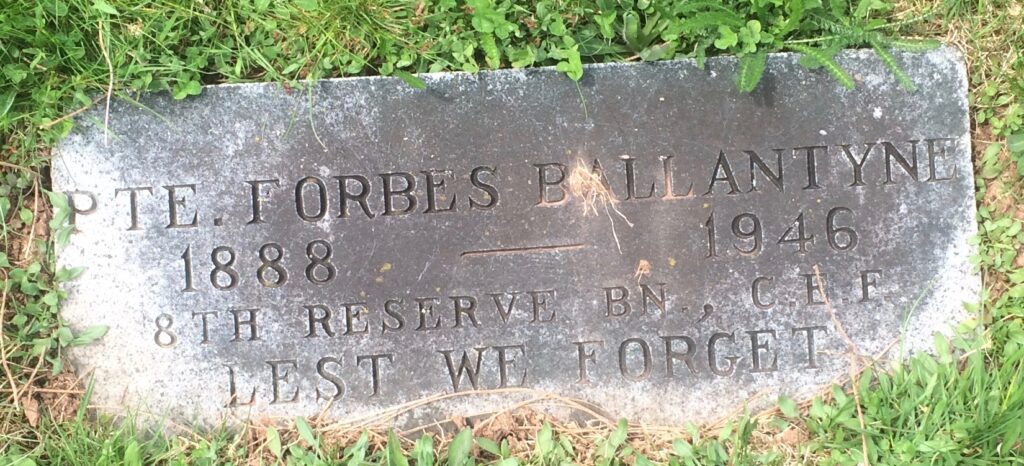 PTE. FORBES BALLANTYNE
1888 — 1946
8TH RESERVE BN., C.E.F.
LEST WE FORGET